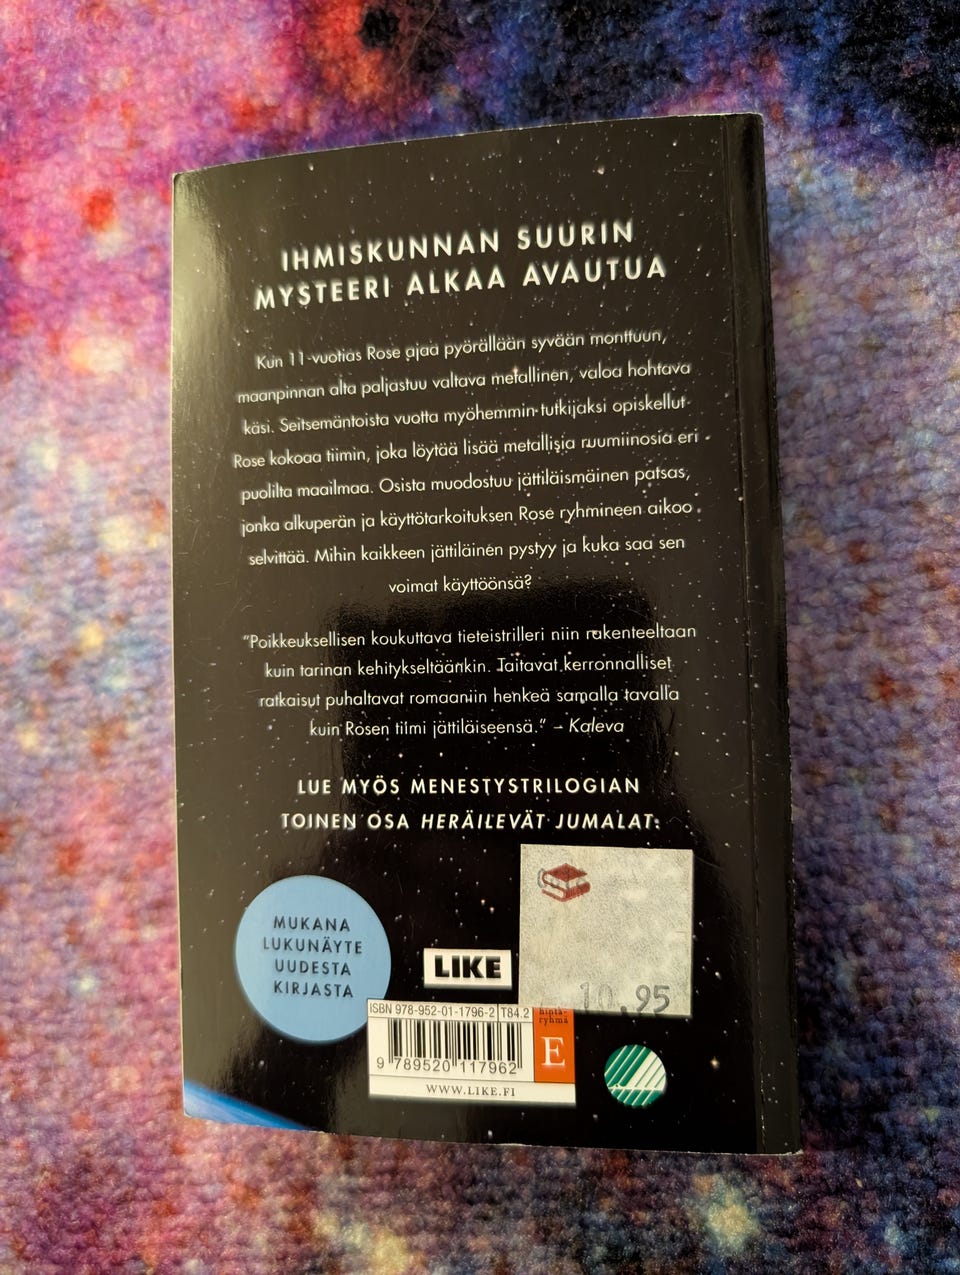 IHMISKUNNAN SUURIN
MYSTEERI ALKAA AVAUTUA
Kun 11-vuotias Rose ajaa pyörällään syvään monttuun,
maanpinnan alta paljastuu valtava metallinen, valoa hohtava
käsi. Seitsemäntoista vuotta myöhemmin tutkijaksi opiskellut
Rose kokoaa tiimin, joka löytää lisää metallisia ruumiinosia eri
puolilta maailmaa. Osista muodostuu jättiläismäinen patsas,
jonka alkuperän ja käyttötarkoituksen Rose ryhmineen aikoo
selvittää. Mihin kaikkeen jättiläinen pystyy ja kuka saa sen
voimat käyttöönsä?
"Poikkeuksellisen koukuttava tieteistrilleri niin rakenteeltaan
kuin tarinan kehitykseltäänkin. Taitavat kerronnalliset
ratkaisut puhaltavat romaaniin henkeä samalla tavalla
kuin Rosen tiimi jättiläiseensä." – Kaleva
LUE MYÖS MENESTYSTRILOGIAN
TOINEN OSA HERÄILEVÄT JUMALAT.
MUKANA
LUKUNÄYTE
UUDESTA
KIRJASTA
LIKE
10.95
ISBN 978-952-01-1796-2 T84.2
hinta-
ryhmä
E
9 789520 117962
WWW.LIKE.FI